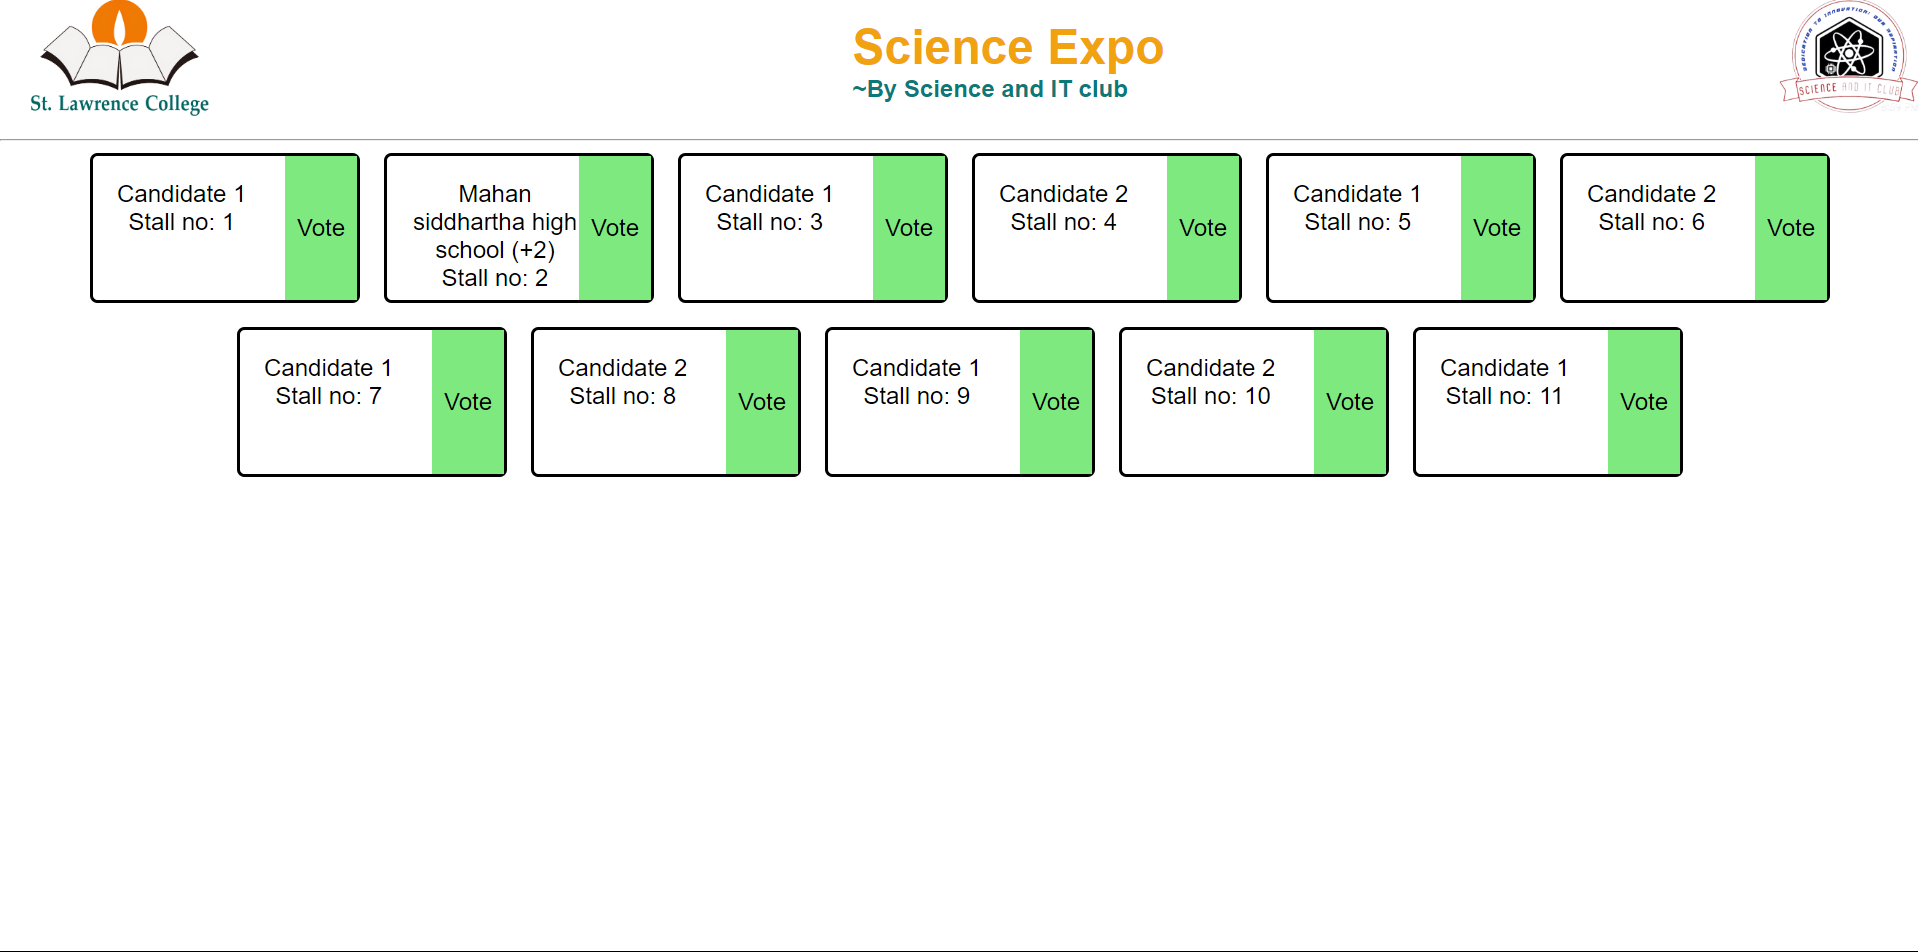 St. Lawrence College
Science Expo
~By Science and IT club
DEDICATION TO INNOVATION! OUR INSPIRATION
SCIENCE AND IT CLUB
Candidate 1
Stall no: 1
Vote
Mahan
siddhartha high
school (+2)
Stall no: 2
Vote
Candidate 1
Stall no: 3
Vote
Candidate 2
Stall no: 4
Vote
Candidate 1
Stall no: 5
Vote
Candidate 2
Stall no: 6
Vote
Candidate 1
Stall no: 7
Vote
Candidate 2
Stall no: 8
Vote
Candidate 1
Stall no: 9
Vote
Candidate 2
Stall no: 10
Vote
Candidate 1
Stall no: 11
Vote